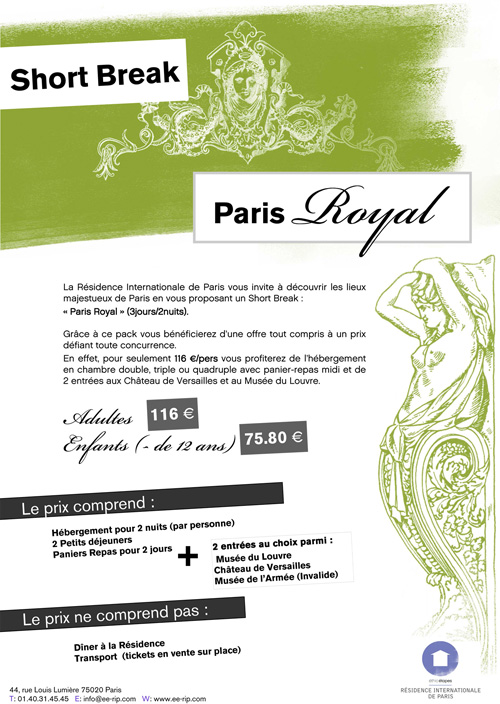 Short Break
Paris Royal
La Résidence Internationale de Paris vous invite à découvrir les lieux
majestueux de Paris en vous proposant un Short Break :
« Paris Royal » (3jours/2nuits).
Grâce à ce pack vous bénéficierez d'une offre tout compris à un prix
défiant toute concurrence.
En effet, pour seulement 116 €/pers vous profiterez de l'hébergement
en chambre double, triple ou quadruple avec panier-repas midi et de
2 entrées aux Château de Versailles et au Musée du Louvre.
Adultes 116 €
Enfants (- de 12 ans) 75.80 €
Le prix comprend :
Hébergement pour 2 nuits (par personne)
2 Petits déjeuners
Paniers Repas pour 2 jours
+
2 entrées au choix parmi :
Musée du Louvre
Château de Versailles
Musée de l'Armée (Invalide)
Le prix ne comprend pas :
Dîner à la Résidence
Transport (tickets en vente sur place)
ethic étapes
RÉSIDENCE INTERNATIONALE
DE PARIS
44, rue Louis Lumière 75020 Paris
T: 01.40.31.45.45 E: info@ee-rip.com W: www.ee-rip.com